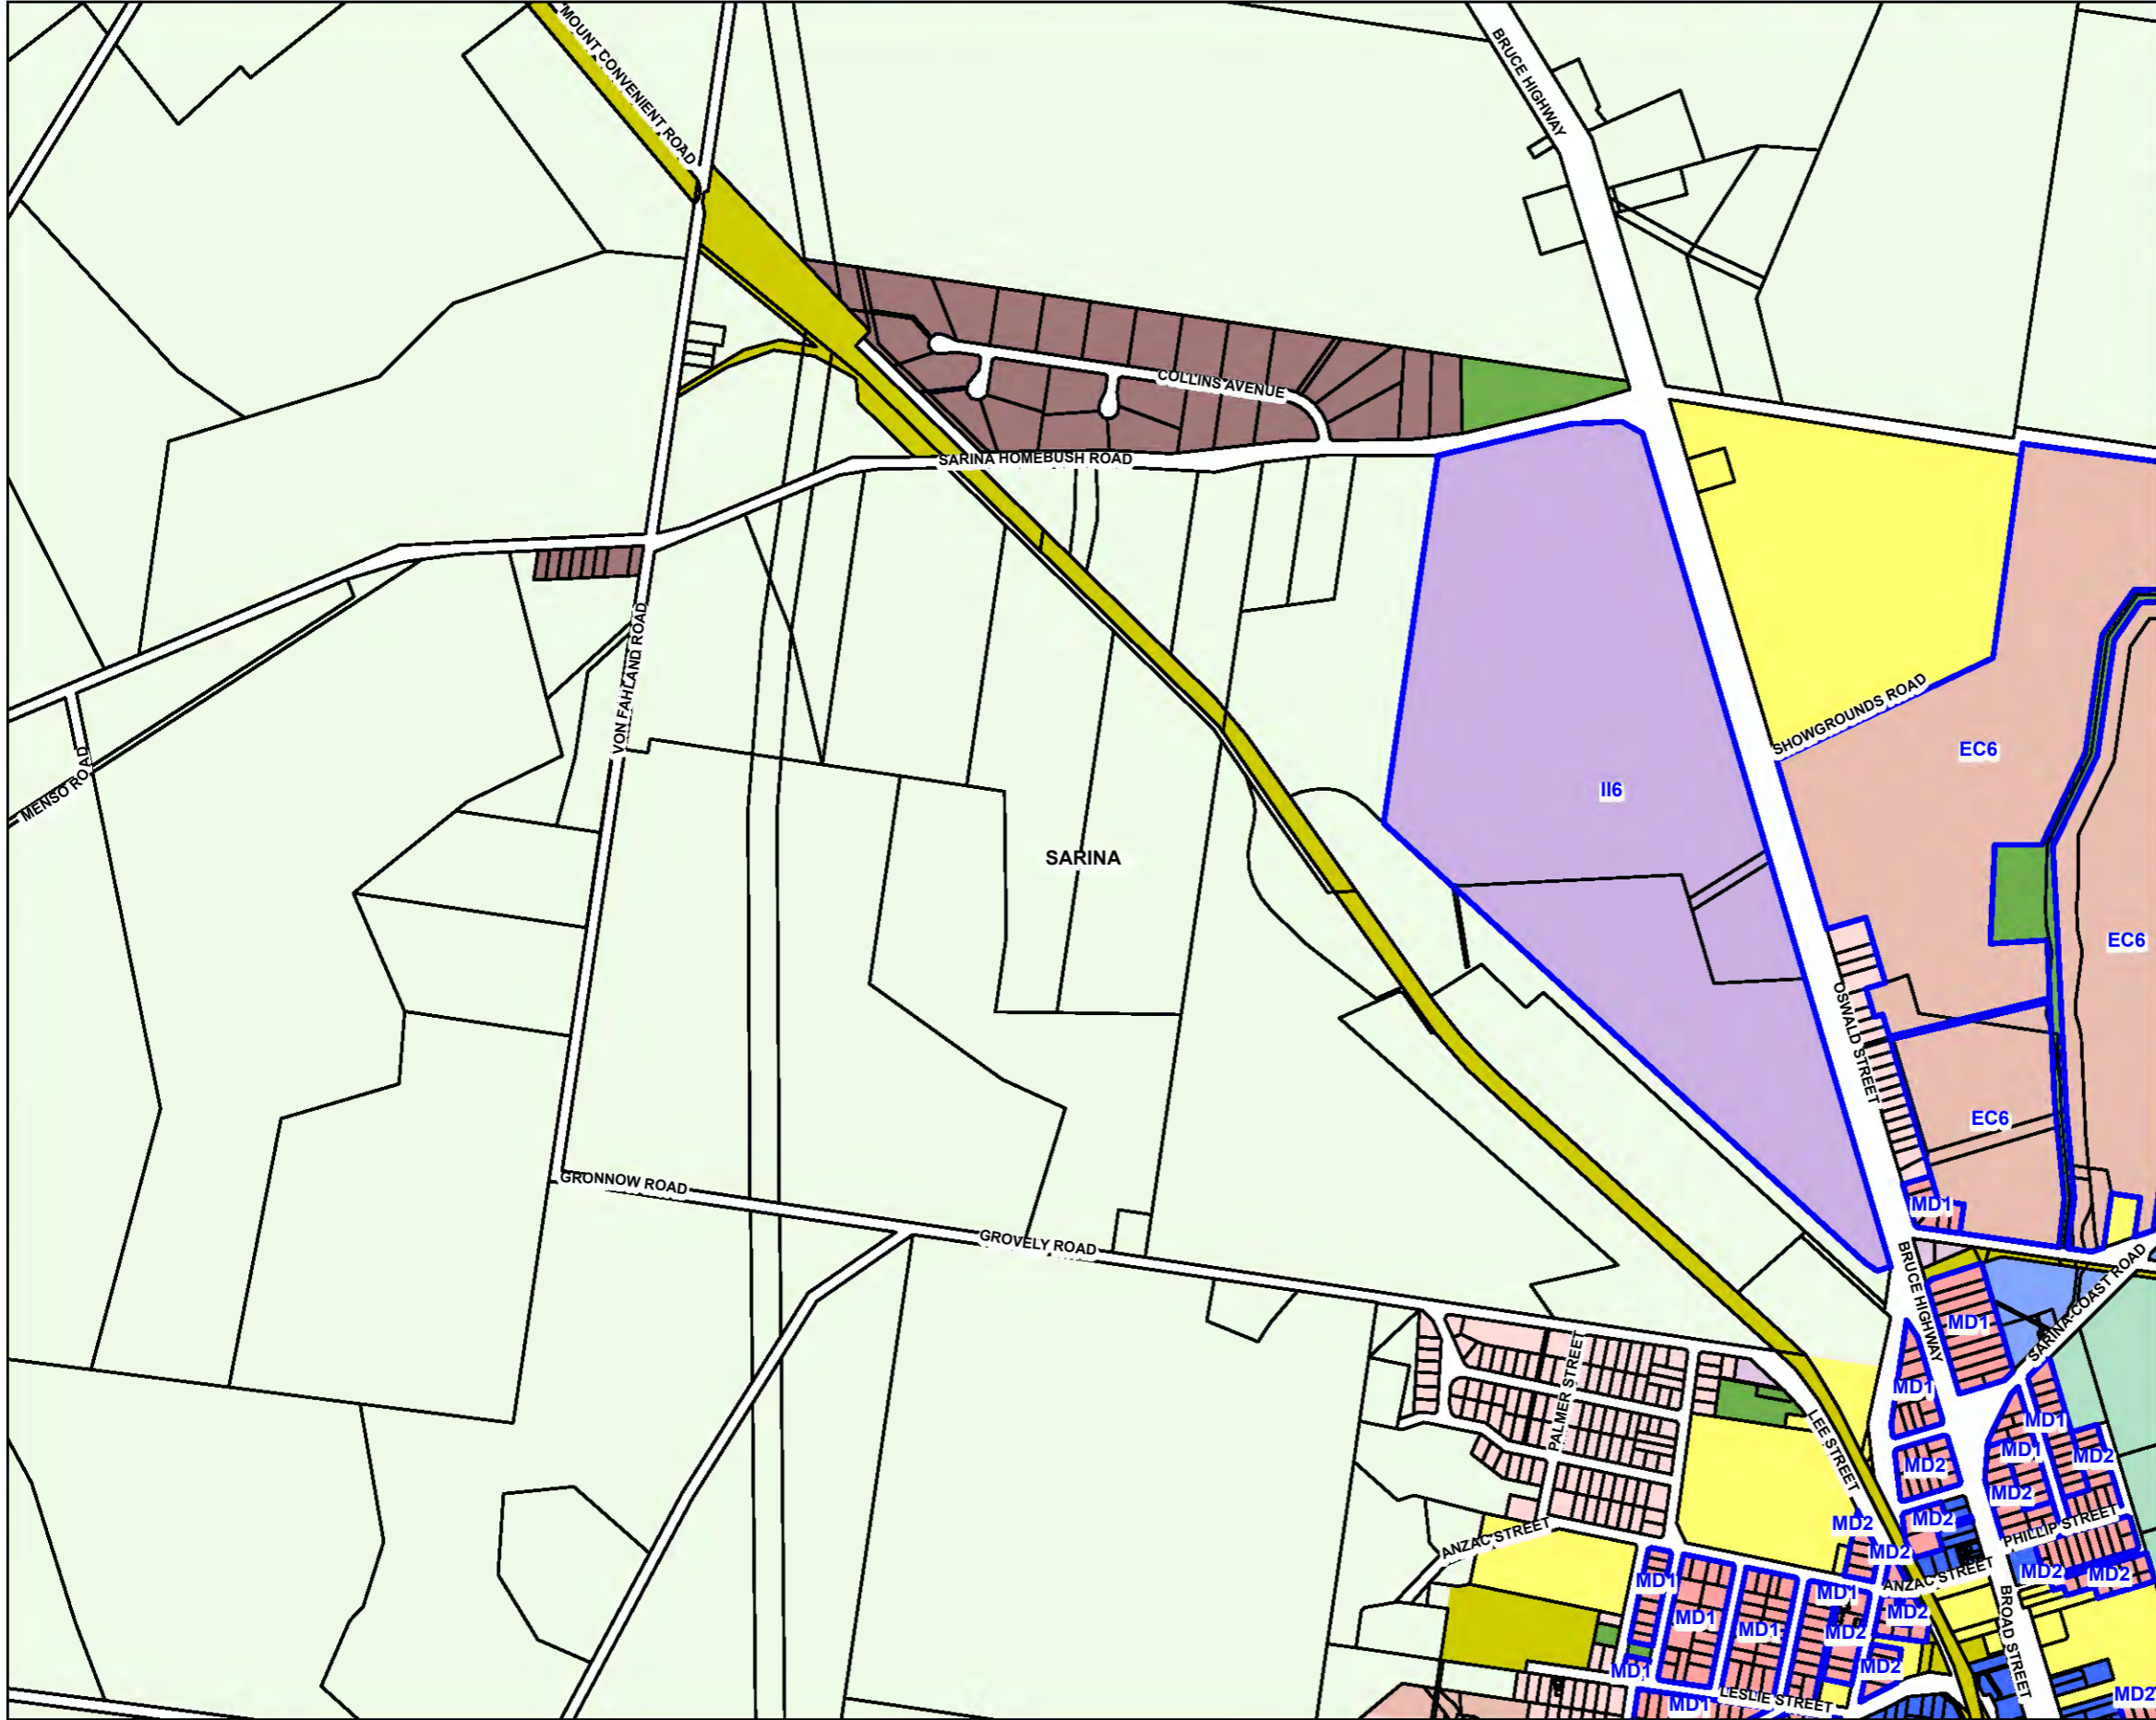 MOUNT CONVENIENT ROAD
BRUCE HIGHWAY
COLLINS AVENUE
SARINA HOMEBUSH ROAD
VON FAHLAND ROAD
SHOWGROUNDS ROAD
EC6
MENSO ROAD
II6
SARINA
EC6
OSWALD STREET
EC6
GRONNOW ROAD
MD1
GROVELY ROAD
BRUCE HIGHWAY
SARINA COAST ROAD
MD1
PALMER STREET
MD1
MD1
LEE STREET
MD1
MD2
MD2
MD2
MD2
MD2
PHILLIP STREET
ANZAC STREET
MD2
ANZAC STREET
MD2
MD2
MD1
MD1
MD2
MD1
MD1
MD2
BROAD STREET
MD1
MD2
LESLIE STREET
MD1
MD2